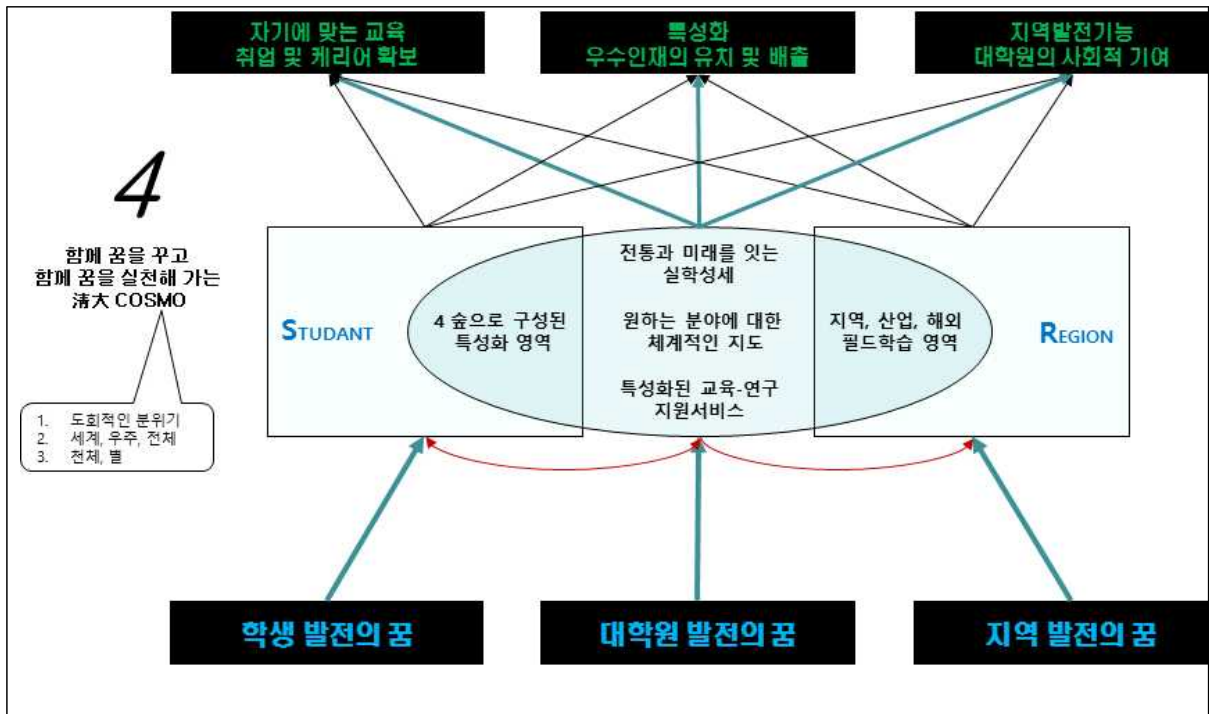 자기에 맞는 교육
취업 및 케리어 확보
특성화
우수인재의 유치 및 배출
지역발전기능
대학원의 사회적 기여
4
함께 꿈을 꾸고
함께 꿈을 실천해 가는
淸大 COSMO
1. 도회적인 분위기
2. 세계, 우주, 전체
3. 천체, 별
STUDANT
4 숲으로 구성된
특성화 영역
전통과 미래를 잇는
실학성세
원하는 분야에 대한
체계적인 지도
특성화된 교육-연구
지원서비스
지역, 산업, 해외
필드학습 영역
REGION
학생 발전의 꿈
대학원 발전의 꿈
지역 발전의 꿈